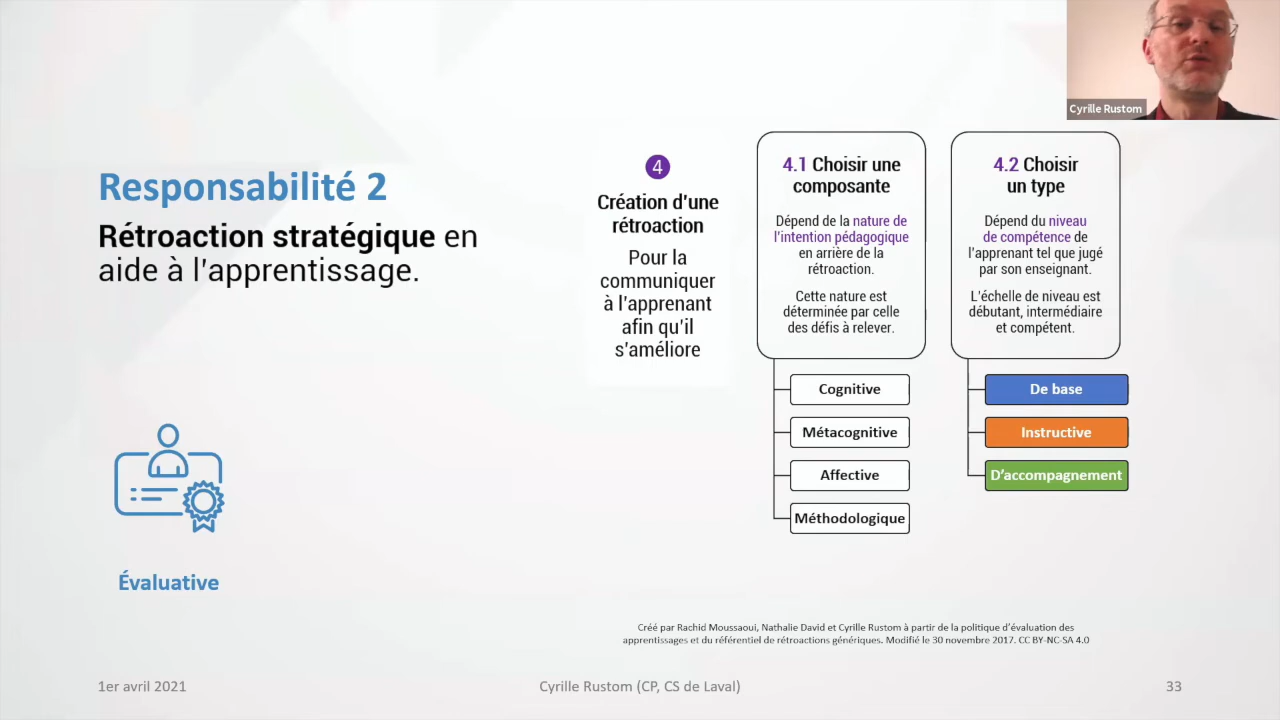 Cyrille Rustom
Responsabilité 2
Rétroaction stratégique en
aide à l'apprentissage.
Évaluative
4
Création d'une
rétroaction
Pour la
communiquer
à l'apprenant
afin qu'il
s'améliore
4.1 Choisir une
composante
Dépend de la nature de
l'intention pédagogique
en arrière de la
rétroaction.
Cette nature est
déterminée par celle
des défis à relever.
Cognitive
Métacognitive
Affective
Méthodologique
4.2 Choisir
un type
Dépend du niveau
de compétence de
l'apprenant tel que jugé
par son enseignant.
L'échelle de niveau est
débutant, intermédiaire
et compétent.
De base
Instructive
D'accompagnement
Créé par Rachid Moussaoui, Nathalie David et Cyrille Rustom à partir de la politique d'évaluation des
apprentissages et du référentiel de rétroactions génériques. Modifié le 30 novembre 2017. CC BY-NC-SA 4.0
1er avril 2021
Cyrille Rustom (CP, CS de Laval)
33